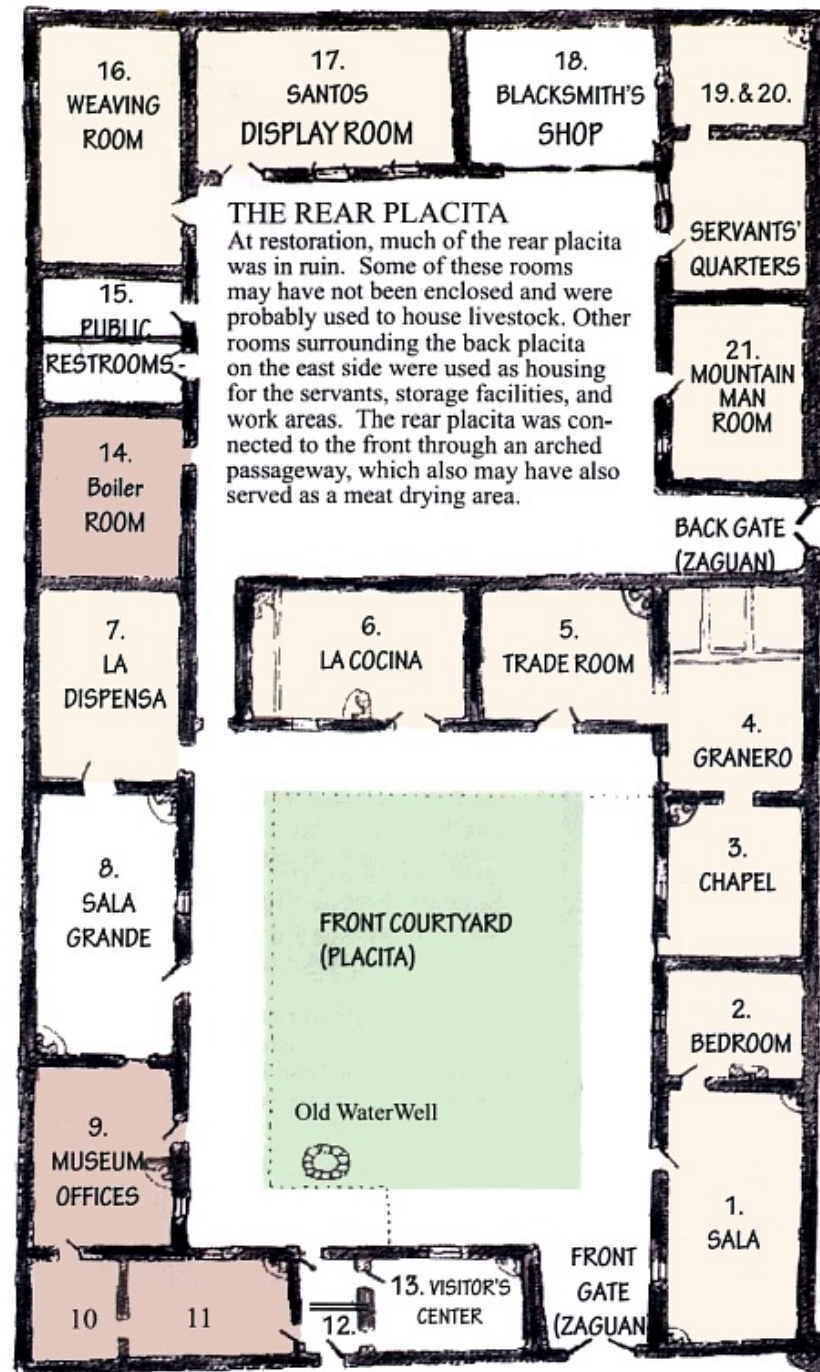 16.
WEAVING
ROOM
17.
SANTOS
DISPLAY ROOM
18.
BLACKSMITH'S
SHOP
19. & 20.
SERVANTS'
QUARTERS
THE REAR PLACITA
At restoration, much of the rear placita
was in ruin. Some of these rooms
may have not been enclosed and were
probably used to house livestock. Other
rooms surrounding the back placita
on the east side were used as housing
for the servants, storage facilities, and
work areas. The rear placita was con-
nected to the front through an arched
passageway, which also may have also
served as a meat drying area.
15.
PUBLIC
RESTROOMS
21.
MOUNTAIN
MAN
ROOM
14.
Boiler
ROOM
BACK GATE
(ZAGUAN)
7.
LA
DISPENSA
6.
LA COCINA
5.
TRADE ROOM
4.
GRANERO
8.
SALA
GRANDE
3.
CHAPEL
FRONT COURTYARD
(PLACITA)
2.
BEDROOM
Old WaterWell
9.
MUSEUM
OFFICES
1.
SALA
10
11
12.
13. VISITOR'S
CENTER
FRONT
GATE
(ZAGUAN